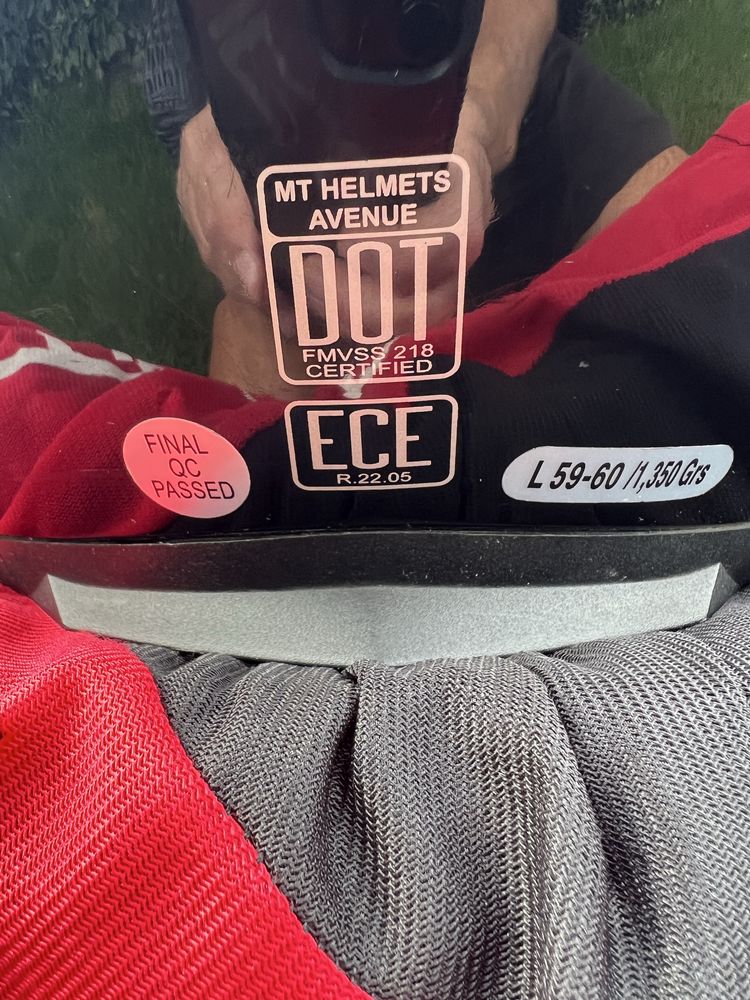 MT HELMETS
AVENUE
DOT
FMVSS 218
CERTIFIED
ECE
R.22.05
FINAL
QC
PASSED
L 59-60 /1,350 Grs